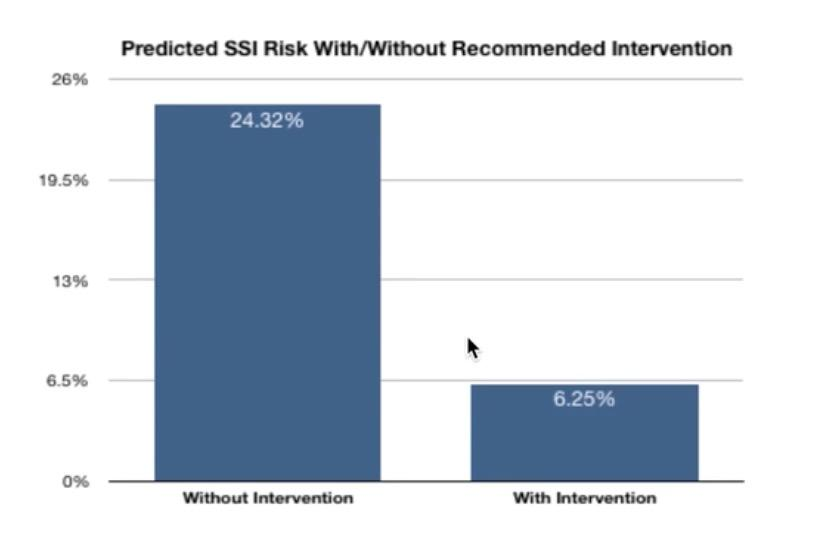 Predicted SSI Risk With/Without Recommended Intervention
26%
24.32%
19.5%
13%
6.5%
6.25%
0%
Without Intervention
With Intervention